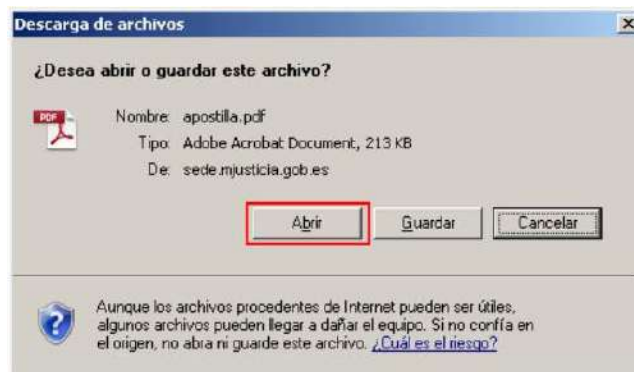 Descarga de archivos
¿Desea abrir o guardar este archivo?
PDF
Nombre: apostilla.pdf
Tipo: Adobe Acrobat Document, 213 KB
De: sede.mjusticia.gob.es
Abrir Guardar Cancelar
Aunque los archivos procedentes de Internet pueden ser útiles,
algunos archivos pueden llegar a dañar el equipo. Si no confía en
el origen, no abra ni guarde este archivo. ¿Cuál es el riesgo?